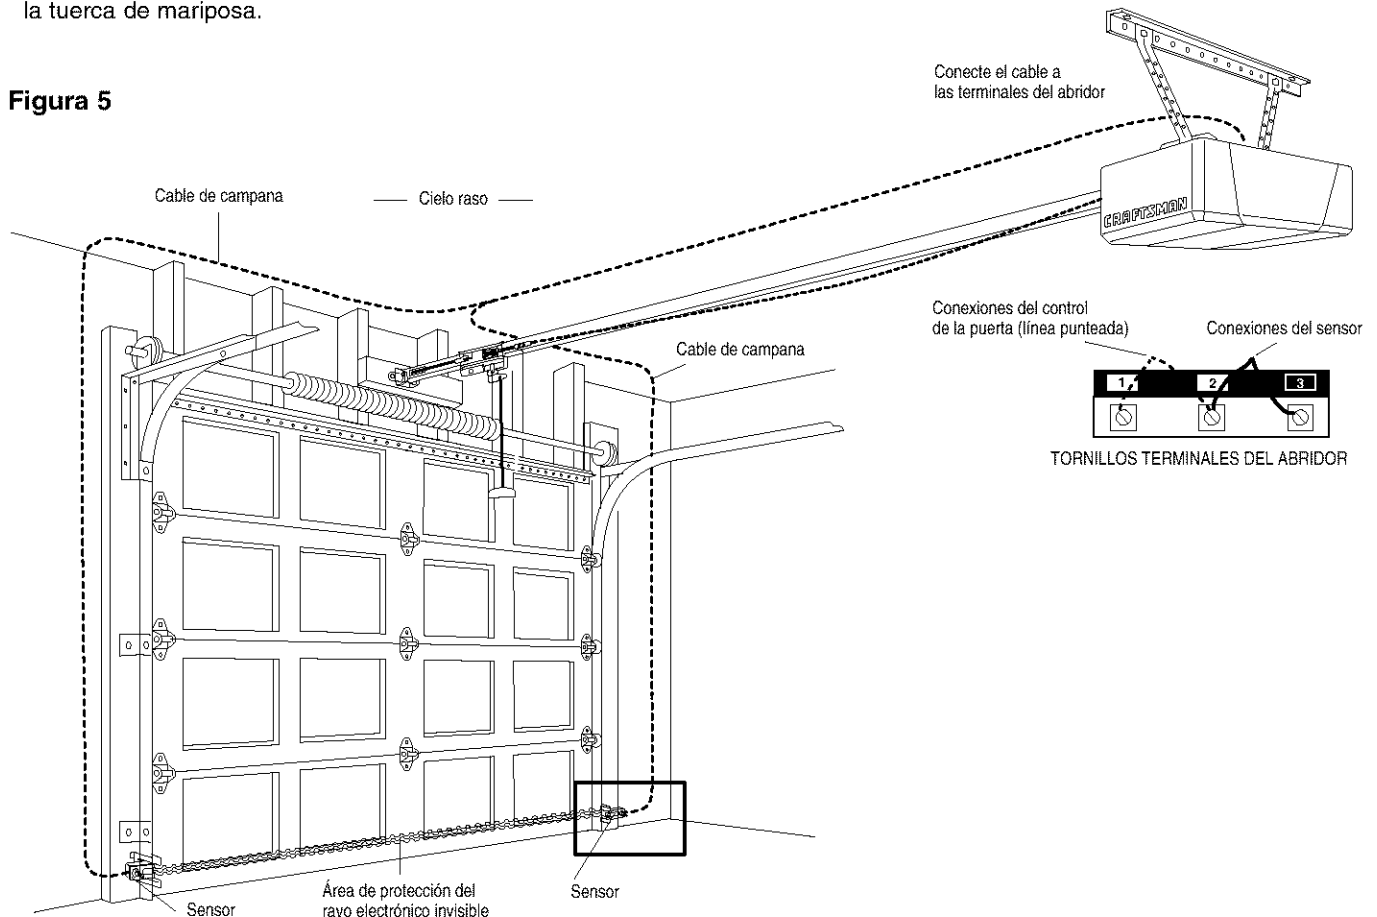 la tuerca de mariposa.
Figura 5
Conecte el cable a
las terminales del abridor
Cable de campana
Cielo raso
CRAFTSMAN
Conexiones del control
de la puerta (línea punteada)
Conexiones del sensor
Cable de campana
1 2 3
TORNILLOS TERMINALES DEL ABRIDOR
Área de protección del
rayo electrónico invisible
Sensor
Sensor